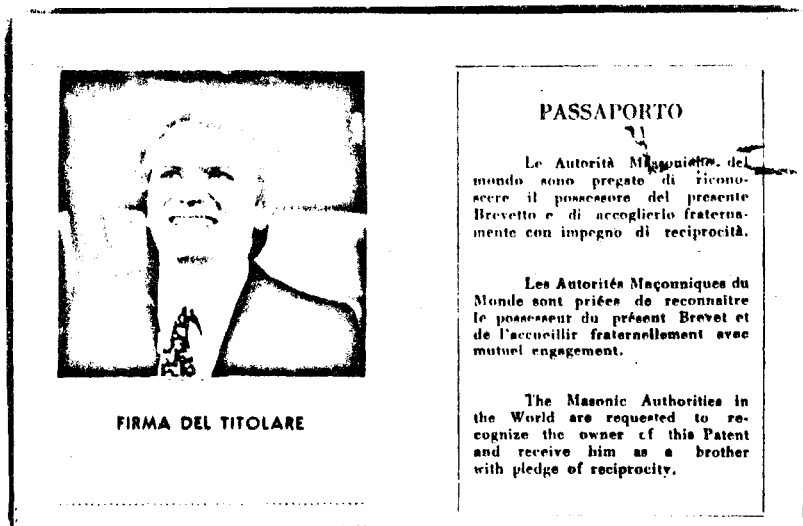 FIRMA DEL TITOLARE
PASSAPORTO
Le Autorità Massoniche del
mondo sono pregate di ricono-
scere il possessore del presente
Brevetto e di accoglierlo fraterna-
mente con impegno di reciprocità.
Les Autorités Maçonniques du
Monde sont priées de reconnaître
le possesseur du présent Brevet et
de l'accueillir fraternellement avec
mutuel engagement.
The Masonic Authorities in
the World are requested to re-
cognize the owner of this Patent
and receive him as a brother
with pledge of reciprocity.